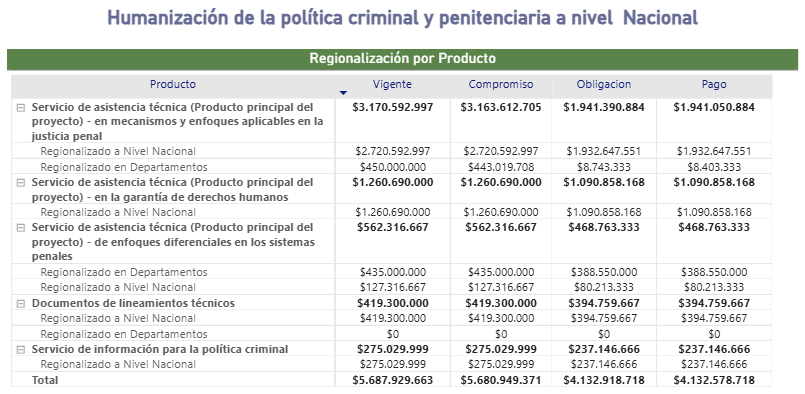 Humanización de la política criminal y penitenciaria a nivel Nacional
Regionalización por Producto
Producto Vigente Compromiso Obligacion Pago
Servicio de asistencia técnica (Producto principal del $3.170.592.997 $3.163.612.705 $1.941.390.884 $1.941.050.884
proyecto) - en mecanismos y enfoques aplicables en la
justicia penal
Regionalizado a Nivel Nacional $2.720.592.997 $2.720.592.997 $1.932.647.551 $1.932.647.551
Regionalizado en Departamentos $450.000.000 $443.019.708 $8.743.333 $8.403.333
Servicio de asistencia técnica (Producto principal del $1.260.690.000 $1.260.690.000 $1.090.858.168 $1.090.858.168
proyecto) - en la garantía de derechos humanos
Regionalizado a Nivel Nacional $1.260.690.000 $1.260.690.000 $1.090.858.168 $1.090.858.168
Servicio de asistencia técnica (Producto principal del $562.316.667 $562.316.667 $468.763.333 $468.763.333
proyecto) - de enfoques diferenciales en los sistemas
penales
Regionalizado en Departamentos $435.000.000 $435.000.000 $388.550.000 $388.550.000
Regionalizado a Nivel Nacional $127.316.667 $127.316.667 $80.213.333 $80.213.333
Documentos de lineamientos técnicos $419.300.000 $419.300.000 $394.759.667 $394.759.667
Regionalizado a Nivel Nacional $419.300.000 $419.300.000 $394.759.667 $394.759.667
Regionalizado en Departamentos $0 $0 $0 $0
Servicio de información para la política criminal $275.029.999 $275.029.999 $237.146.666 $237.146.666
Regionalizado a Nivel Nacional $275.029.999 $275.029.999 $237.146.666 $237.146.666
Total $5.687.929.663 $5.680.949.371 $4.132.918.718 $4.132.578.718